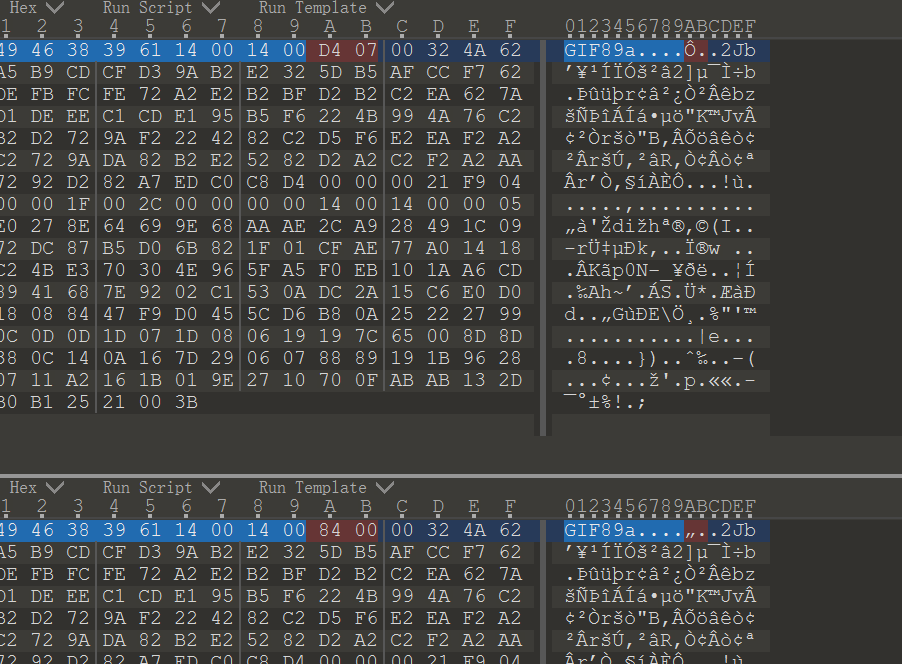 Hex Run Script Run Template
1 2 3 4 5 6 7 8 9 A B C D E F 0123456789ABCDEF
49 46 38 39 61 14 00 14 00 D4 07 00 32 4A 62 GIF89a....Ô..2Jb
A5 B9 CD CF D3 9A B2 E2 32 5D B5 AF CC F7 62 ’¥¹ÍÏÓš²â2]µ¯Ì÷b
DE FB FC FE 72 A2 E2 B2 BF D2 B2 C2 EA 62 7A .Þûüþr¢â²¿Ò²Âêbz
D1 DE EE C1 CD E1 95 B5 F6 22 4B 99 4A 76 C2 šÑÞîÁÍá•µö"K™JvÂ
B2 D2 72 9A F2 22 42 82 C2 D5 F6 E2 EA F2 A2 ¢²Òršò"B‚ÂÕöâêò¢
C2 72 9A DA 82 B2 E2 52 82 D2 A2 C2 F2 A2 AA ²ÂršÚ‚²âR‚Ò¢Âò¢ª
72 92 D2 82 A7 ED C0 C8 D4 00 00 00 21 F9 04 Âr’Ò‚§íÀÈÔ...!ù.
00 00 1F 00 2C 00 00 00 00 14 00 14 00 00 05 .....,..........
E0 27 8E 64 69 9E 68 AA AE 2C A9 28 49 1C 09 „à'Ždižhª®,©(I..
72 DC 87 B5 D0 6B 82 1F 01 CF AE 77 A0 14 18 –rÜ‡µÐk‚..Ï®w ..
C2 4B E3 70 30 4E 96 5F A5 F0 EB 10 1A A6 CD .ÂKãp0N–_¥ðë..¦Í
89 41 68 7E 92 02 C1 53 0A DC 2A 15 C6 E0 D0 .‰Ah~’.ÁS.Ü*.ÆàÐ
18 08 84 47 F9 D0 45 5C D6 B8 0A 25 22 27 99 d..„GùÐE\Ö¸.%"'™
0C 0D 0D 1D 07 1D 08 06 19 19 7C 65 00 8D 8D ...........|e...
38 0C 14 0A 16 7D 29 06 07 88 89 19 1B 96 28 .8....})..ˆ‰..–(
07 11 A2 16 1B 01 9E 27 10 70 0F AB AB 13 2D ...¢...ž'.p.««.-
B0 B1 25 21 00 3B ¯°±%!.;
Hex Run Script Run Template
1 2 3 4 5 6 7 8 9 A B C D E F 0123456789ABCDEF
49 46 38 39 61 14 00 14 00 84 00 00 32 4A 62 GIF89a....„..2Jb
A5 B9 CD CF D3 9A B2 E2 32 5D B5 AF CC F7 62 ’¥¹ÍÏÓš²â2]µ¯Ì÷b
DE FB FC FE 72 A2 E2 B2 BF D2 B2 C2 EA 62 7A .Þûüþr¢â²¿Ò²Âêbz
D1 DE EE C1 CD E1 95 B5 F6 22 4B 99 4A 76 C2 šÑÞîÁÍá•µö"K™JvÂ
B2 D2 72 9A F2 22 42 82 C2 D5 F6 E2 EA F2 A2 ¢²Òršò"B‚ÂÕöâêò¢
C2 72 9A DA 82 B2 E2 52 82 D2 A2 C2 F2 A2 AA ²ÂršÚ‚²âR‚Ò¢Âò¢ª
72 92 D2 82 A7 ED C0 C8 D4 00 00 00 21 F9 04 Âr’Ò‚§íÀÈÔ...!ù.